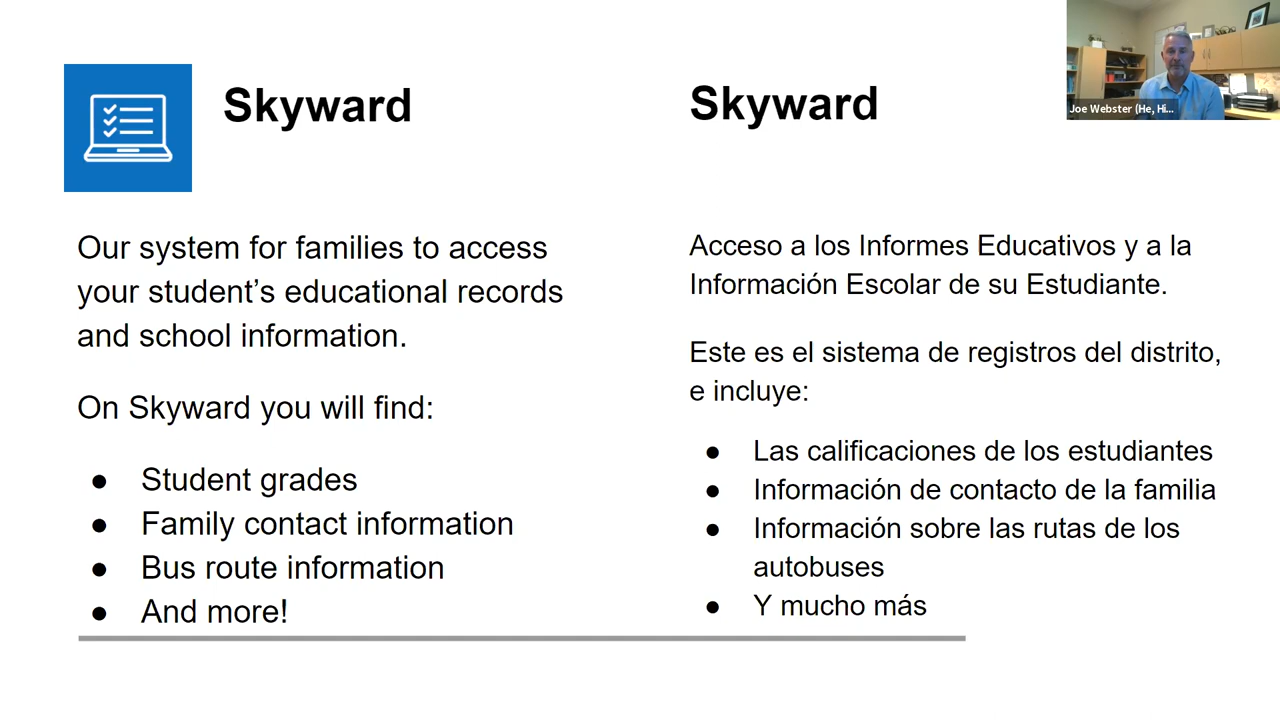 Skyward
Our system for families to access
your student’s educational records
and school information.
On Skyward you will find:
● Student grades
● Family contact information
● Bus route information
● And more!
Skyward
Acceso a los Informes Educativos y a la
Información Escolar de su Estudiante.
Este es el sistema de registros del distrito,
e incluye:
● Las calificaciones de los estudiantes
● Información de contacto de la familia
● Información sobre las rutas de los
autobuses
● Y mucho más
Joe Webster (He, Hi...